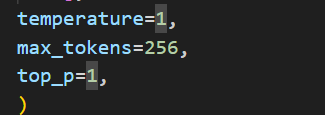 temperature=1,
max_tokens=256,
top_p=1,
)